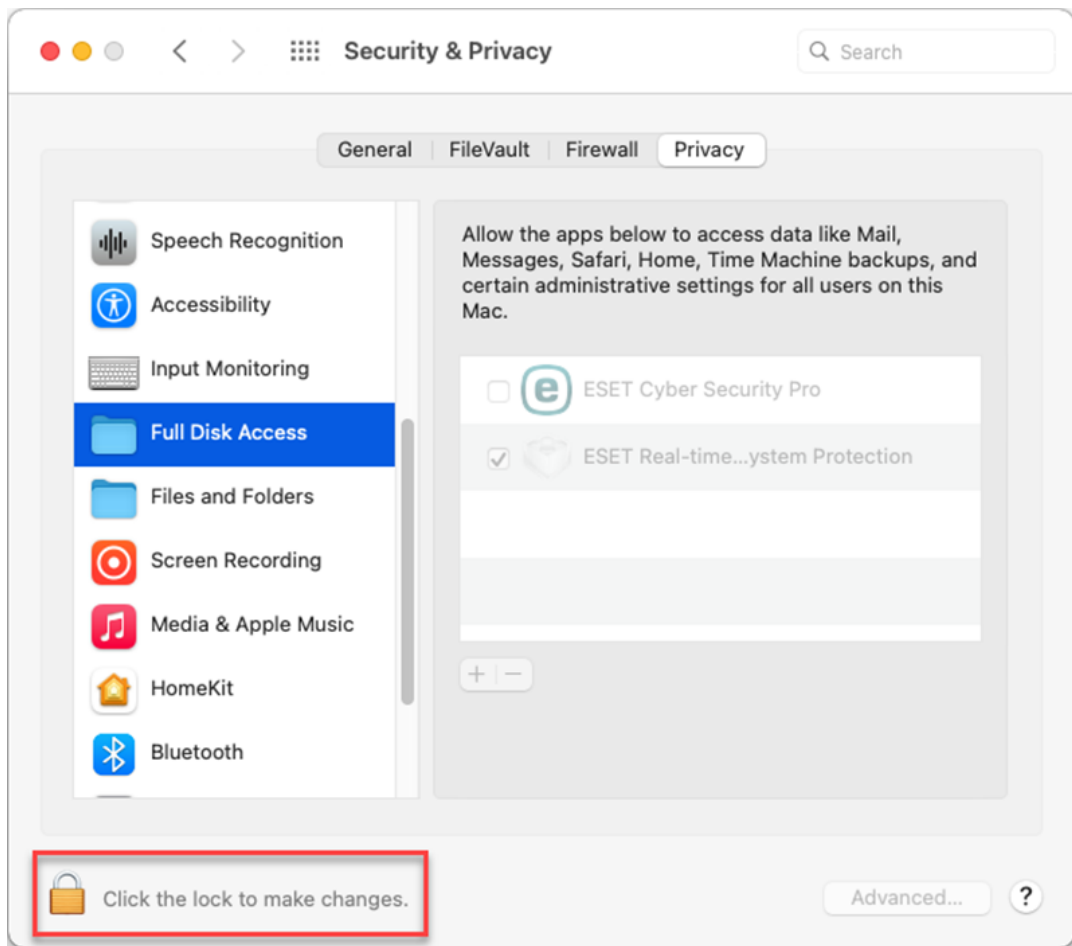 Security & Privacy
Search
General
FileVault
Firewall
Privacy
Speech Recognition
Accessibility
Input Monitoring
Full Disk Access
Files and Folders
Screen Recording
Media & Apple Music
HomeKit
Bluetooth
Allow the apps below to access data like Mail,
Messages, Safari, Home, Time Machine backups, and
certain administrative settings for all users on this
Mac.
e
ESET Cyber Security Pro
ESET Real-time...ystem Protection
Click the lock to make changes.
Advanced...
?